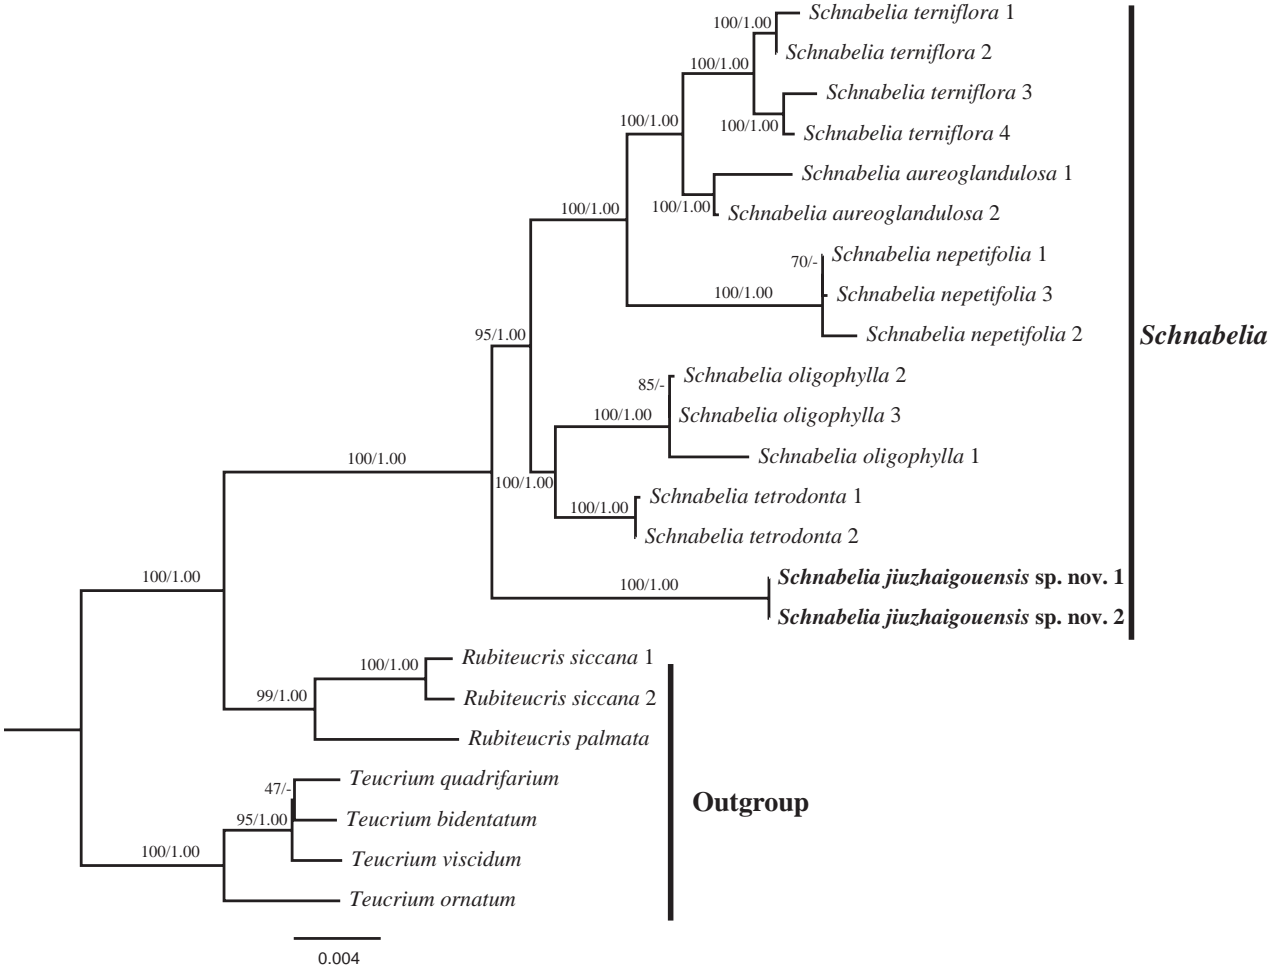 Schnabelia terniflora 1
100/1.00
Schnabelia terniflora 2
100/1.00
Schnabelia terniflora 3
100/1.00
Schnabelia terniflora 4
100/1.00
Schnabelia aureoglandulosa 1
100/1.00
Schnabelia aureoglandulosa 2
100/1.00
Schnabelia nepetifolia 1
70/-
Schnabelia nepetifolia 3
100/1.00
Schnabelia nepetifolia 2
Schnabelia
95/1.00
Schnabelia oligophylla 2
85/-
Schnabelia oligophylla 3
100/1.00
Schnabelia oligophylla 1
100/1.00
100/1.00
Schnabelia tetrodonta 1
100/1.00
Schnabelia tetrodonta 2
100/1.00
Schnabelia jiuzhaigouensis sp. nov. 1
100/1.00
Schnabelia jiuzhaigouensis sp. nov. 2
Rubiteucris siccana 1
100/1.00
Rubiteucris siccana 2
99/1.00
Rubiteucris palmata
Teucrium quadrifarium
47/-
Outgroup
Teucrium bidentatum
95/1.00
100/1.00
Teucrium viscidum
Teucrium ornatum
0.004